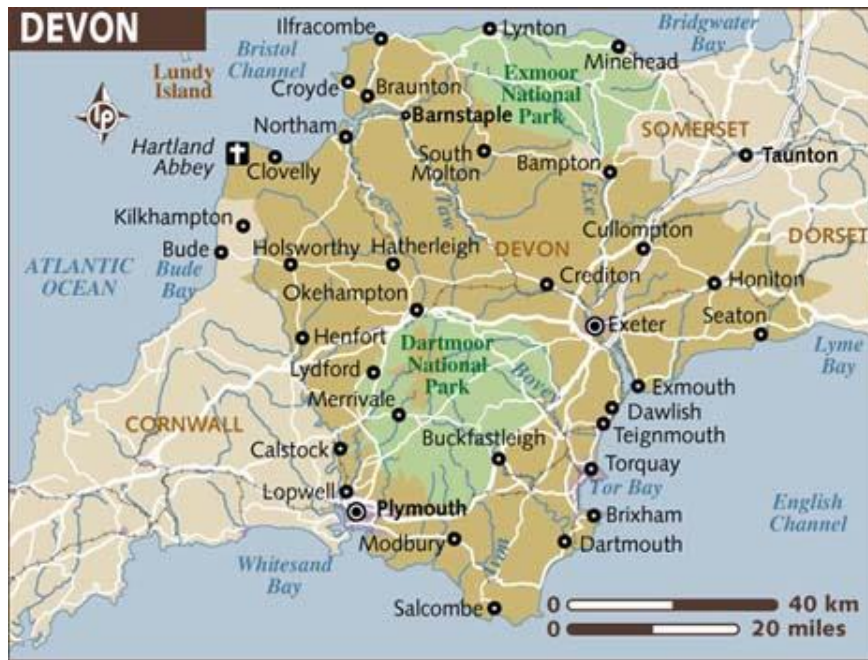 DEVON
Ilfracombe
Lynton
Bridgwater
Bay
Bristol
Channel
Lundy
Island
Minehead
Croyde
Braunton
Exmoor
National
Park
lp
Barnstaple
Northam
SOMERSET
Hartland
Abbey
Clovelly
South
Molton
Bampton
Taunton
Taw
Exe
Kilkhampton
Cullompton
DORSET
Bude
Bude
Bay
Holsworthy
Hatherleigh
DEVON
ATLANTIC
OCEAN
Crediton
Honiton
Okehampton
Exeter
Seaton
Henfort
Dartmoor
National
Park
Lyme
Bay
Lydford
Bovey
Merrivale
Exmouth
Dawlish
CORNWALL
Teignmouth
Buckfastleigh
Calstock
Torquay
Tor Bay
Lopwell
Plymouth
English
Channel
Brixham
Modbury
Avon
Dartmouth
Whitesand
Bay
Salcombe
0 40 km
0 20 miles